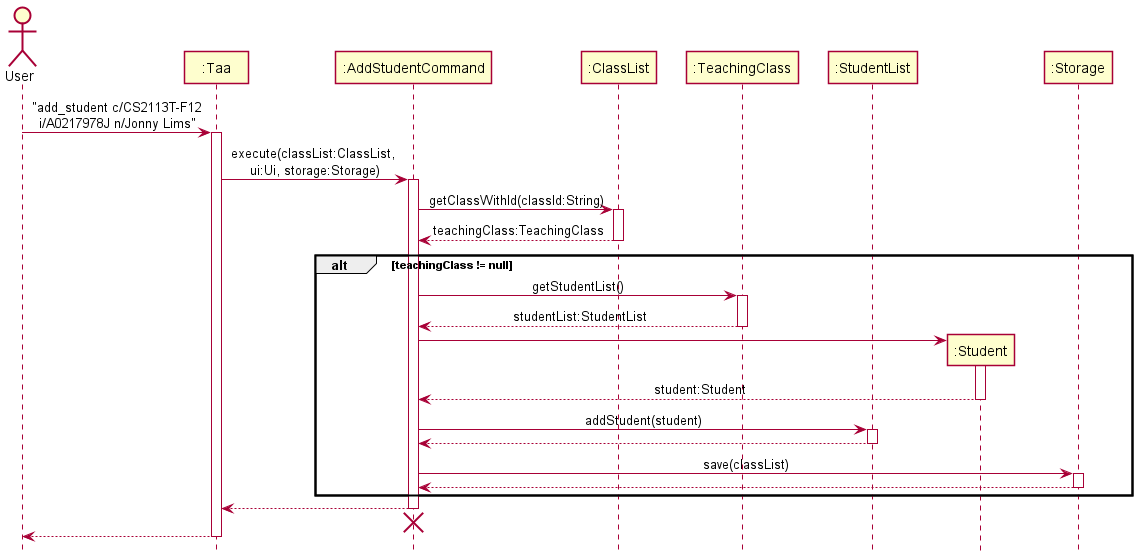 User
:Taa
:AddStudentCommand
:ClassList
:TeachingClass
:StudentList
:Storage
"add_student c/CS2113T-F12
i/A0217978J n/Jonny Lims"
execute(classList:ClassList,
ui:Ui, storage:Storage)
getClassWithId(classId:String)
teachingClass:TeachingClass
alt
[teachingClass != null]
getStudentList()
studentList:StudentList
:Student
student:Student
addStudent(student)
save(classList)